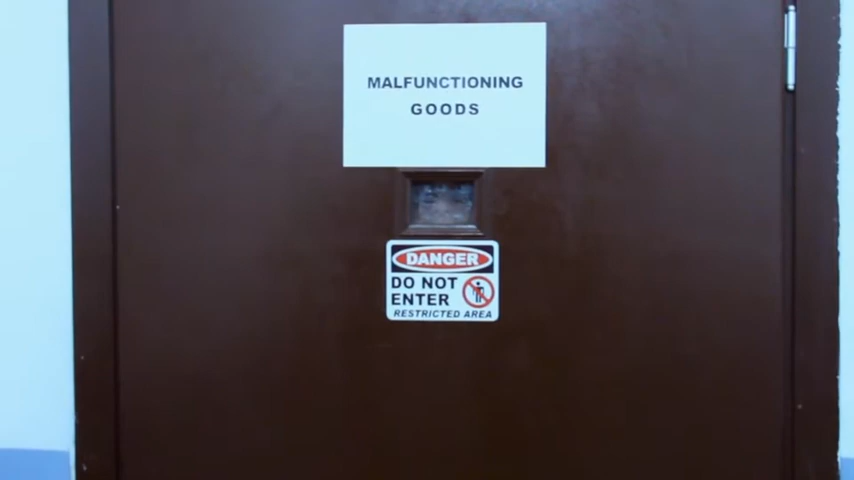 MALFUNCTIONING
GOODS
DANGER
DO NOT
ENTER
RESTRICTED AREA